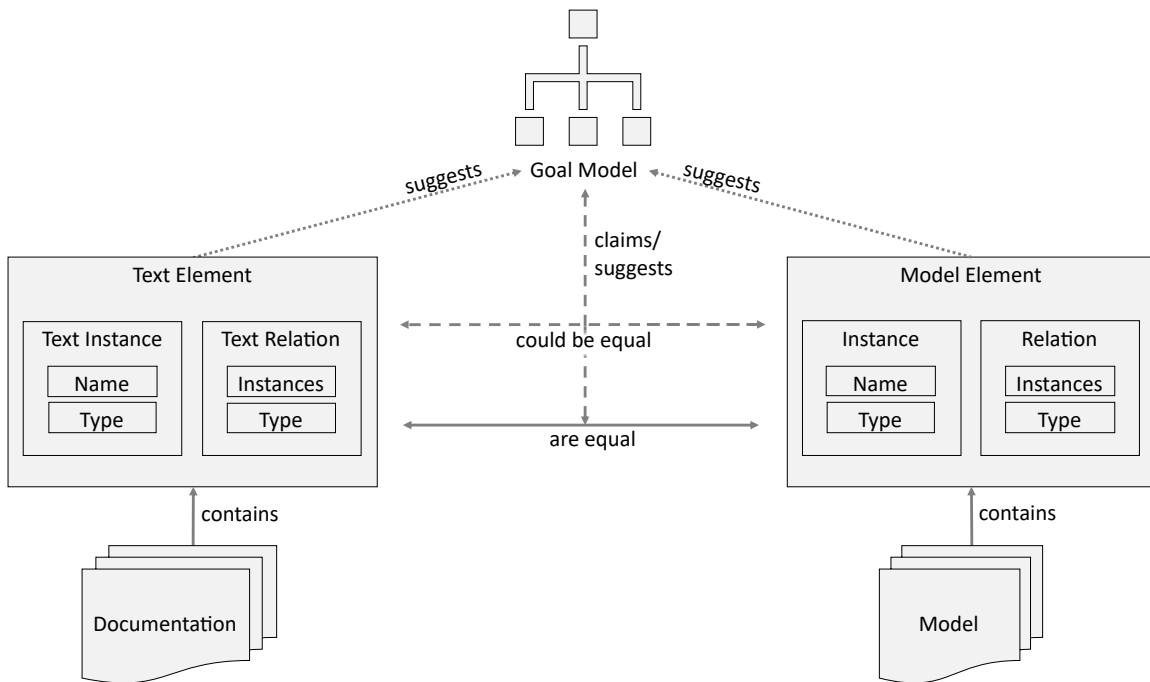 Goal Model
suggests
suggests
claims/
suggests
Text Element
Text Instance
Name
Type
Text Relation
Instances
Type
could be equal
are equal
Model Element
Instance
Name
Type
Relation
Instances
Type
contains
contains
Documentation
Model